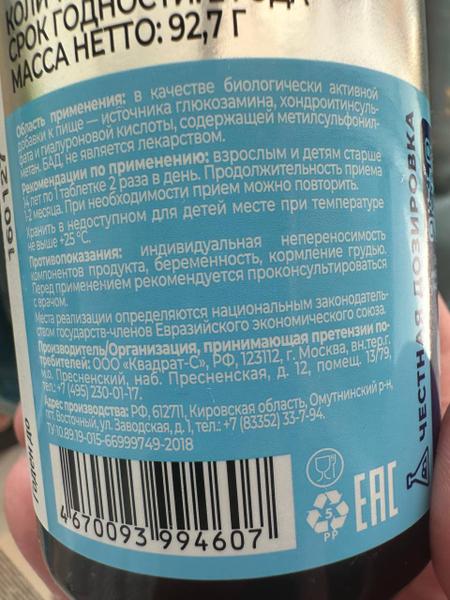 СРОК ГОДНОСТИ: 2 ГОДА
МАССА НЕТТО: 92,7 Г
Область применения: в качестве биологически активной
добавки к пище — источника глюкозамина, хондроитинсуль-
фата и гиалуроновой кислоты, содержащей метилсульфонил-
метан. БАД, не является лекарством.
Рекомендации по применению: взрослым и детям старше
14 лет по 1 таблетке 2 раза в день. Продолжительность приема
1-2 месяца. При необходимости прием можно повторить.
Хранить в недоступном для детей месте при температуре
не выше +25 °С.
Противопоказания: индивидуальная непереносимость
компонентов продукта, беременность, кормление грудью.
Перед применением рекомендуется проконсультироваться
с врачом.
Места реализации определяются национальным законодатель-
ством государств-членов Евразийского экономического союза.
Производитель/Организация, принимающая претензии по-
требителей: ООО «Квадрат-С», РФ, 123112, г. Москва, вн.тер.г.
м.о. Пресненский, наб. Пресненская, д. 12, помещ. 13/79,
тел.: +7 (495) 230-01-17.
Адрес производства: РФ, 612711, Кировская область, Омутнинский р-н,
пгт. Восточный, ул. Заводская, д. 1, тел.: +7 (83352) 33-7-94.
ТУ 10.89.19-015-66999749-2018
4 670093 994607
5
PP
EAC
ЧЕСТНАЯ ДОЗИРОВКА
160 127